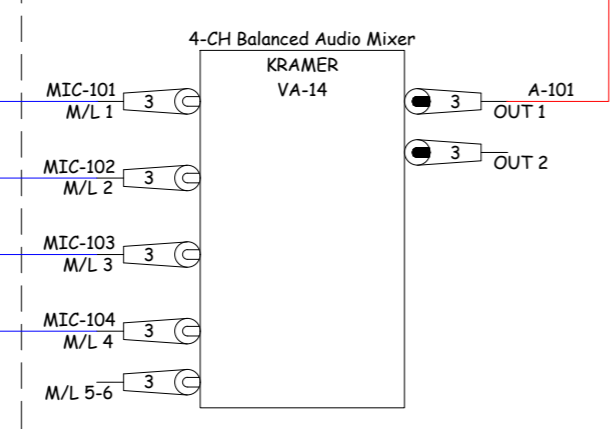 4-CH Balanced Audio Mixer
KRAMER
VA-14
MIC-101
M/L 1
3
3
A-101
OUT 1
MIC-102
M/L 2
3
3
OUT 2
MIC-103
M/L 3
3
MIC-104
M/L 4
3
M/L 5-6
3